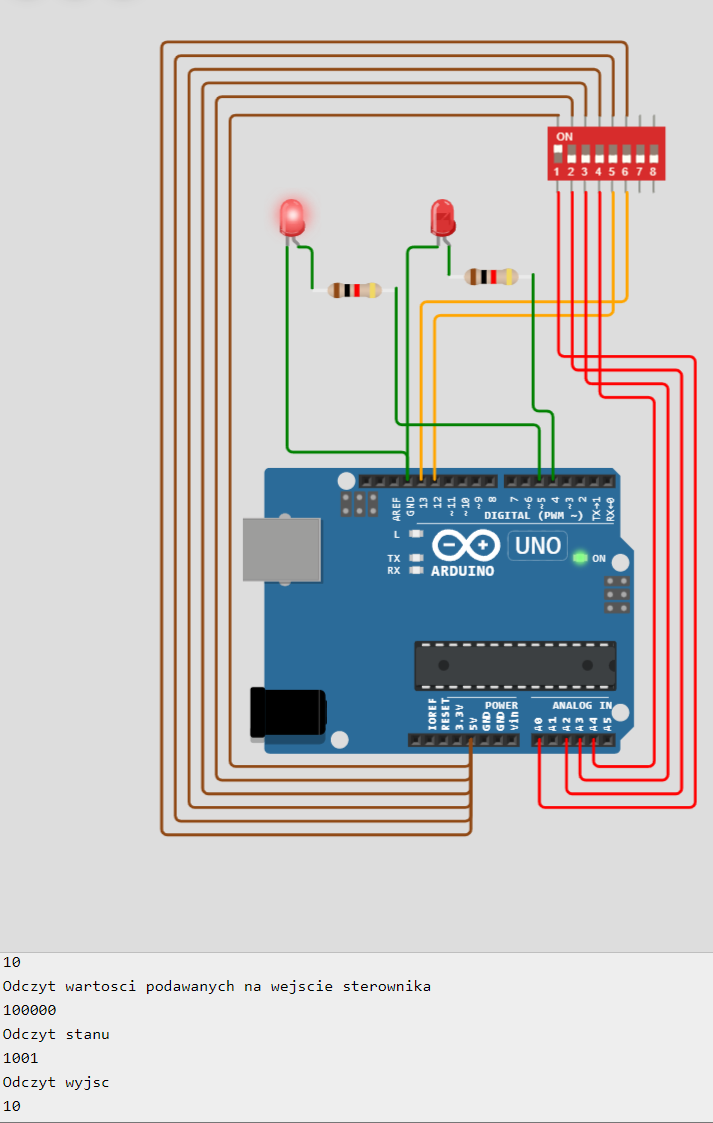 ON
1 2 3 4 5 6 7 8
AREF GND 13 12 ~11 ~10 ~9 8 7 ~6 ~5 4 ~3 2 TX→1 RX←0
DIGITAL (PWM ~)
L
TX
RX
ARDUINO
UNO
ON
POWER
ANALOG IN
IOREF RESET 3.3V 5V GND GND Vin A0 A1 A2 A3 A4 A5
10
Odczyt wartosci podawanych na wejscie sterownika
100000
Odczyt stanu
1001
Odczyt wyjsc
10